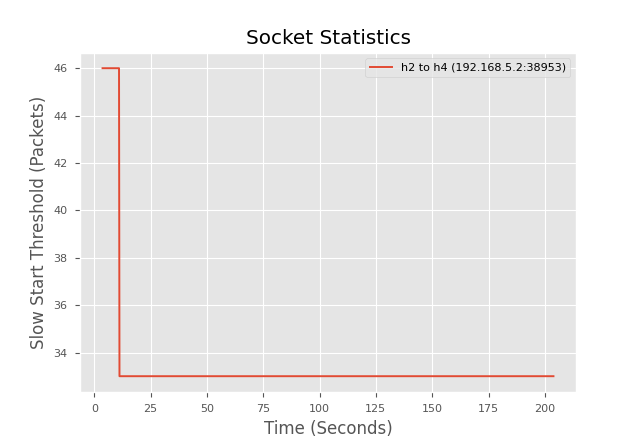 Socket Statistics
h2 to h4 (192.168.5.2:38953)
Slow Start Threshold (Packets)
46
44
42
40
38
36
34
0 25 50 75 100 125 150 175 200
Time (Seconds)